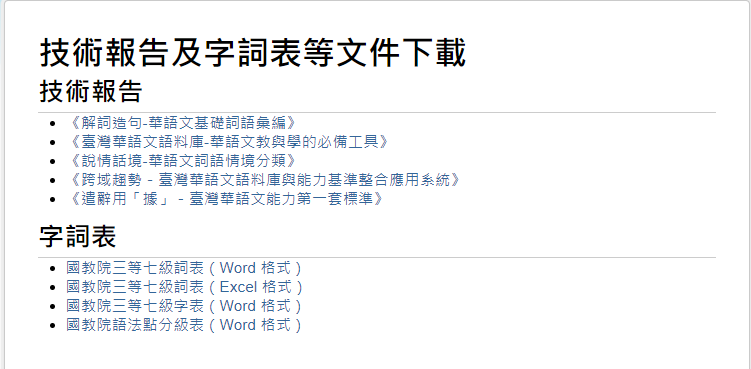 技術報告及字詞表等文件下載
技術報告
《解詞造句-華語文基礎詞語彙編》
《臺灣華語文語料庫-華語文教與學的必備工具》
《說情話境-華語文詞語情境分類》
《跨域趨勢－臺灣華語文語料庫與能力基準整合應用系統》
《遣辭用「據」－臺灣華語文能力第一套標準》
字詞表
國教院三等七級詞表（Word 格式）
國教院三等七級詞表（Excel 格式）
國教院三等七級字表（Word 格式）
國教院語法點分級表（Word 格式）